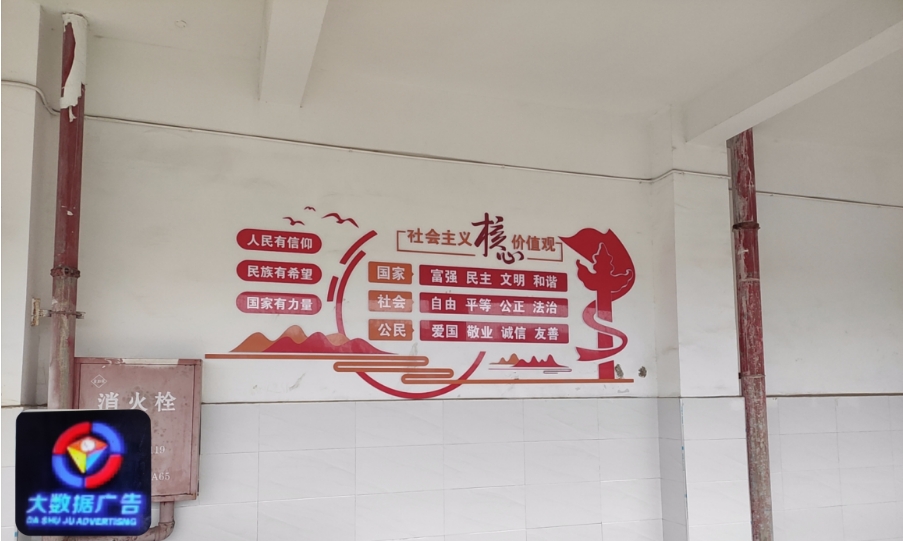 社会主义核心价值观
人民有信仰
民族有希望
国家有力量
国家 富强 民主 文明 和谐
社会 自由 平等 公正 法治
公民 爱国 敬业 诚信 友善
消火栓
大数据广告
DA SHU JU ADVERTISING